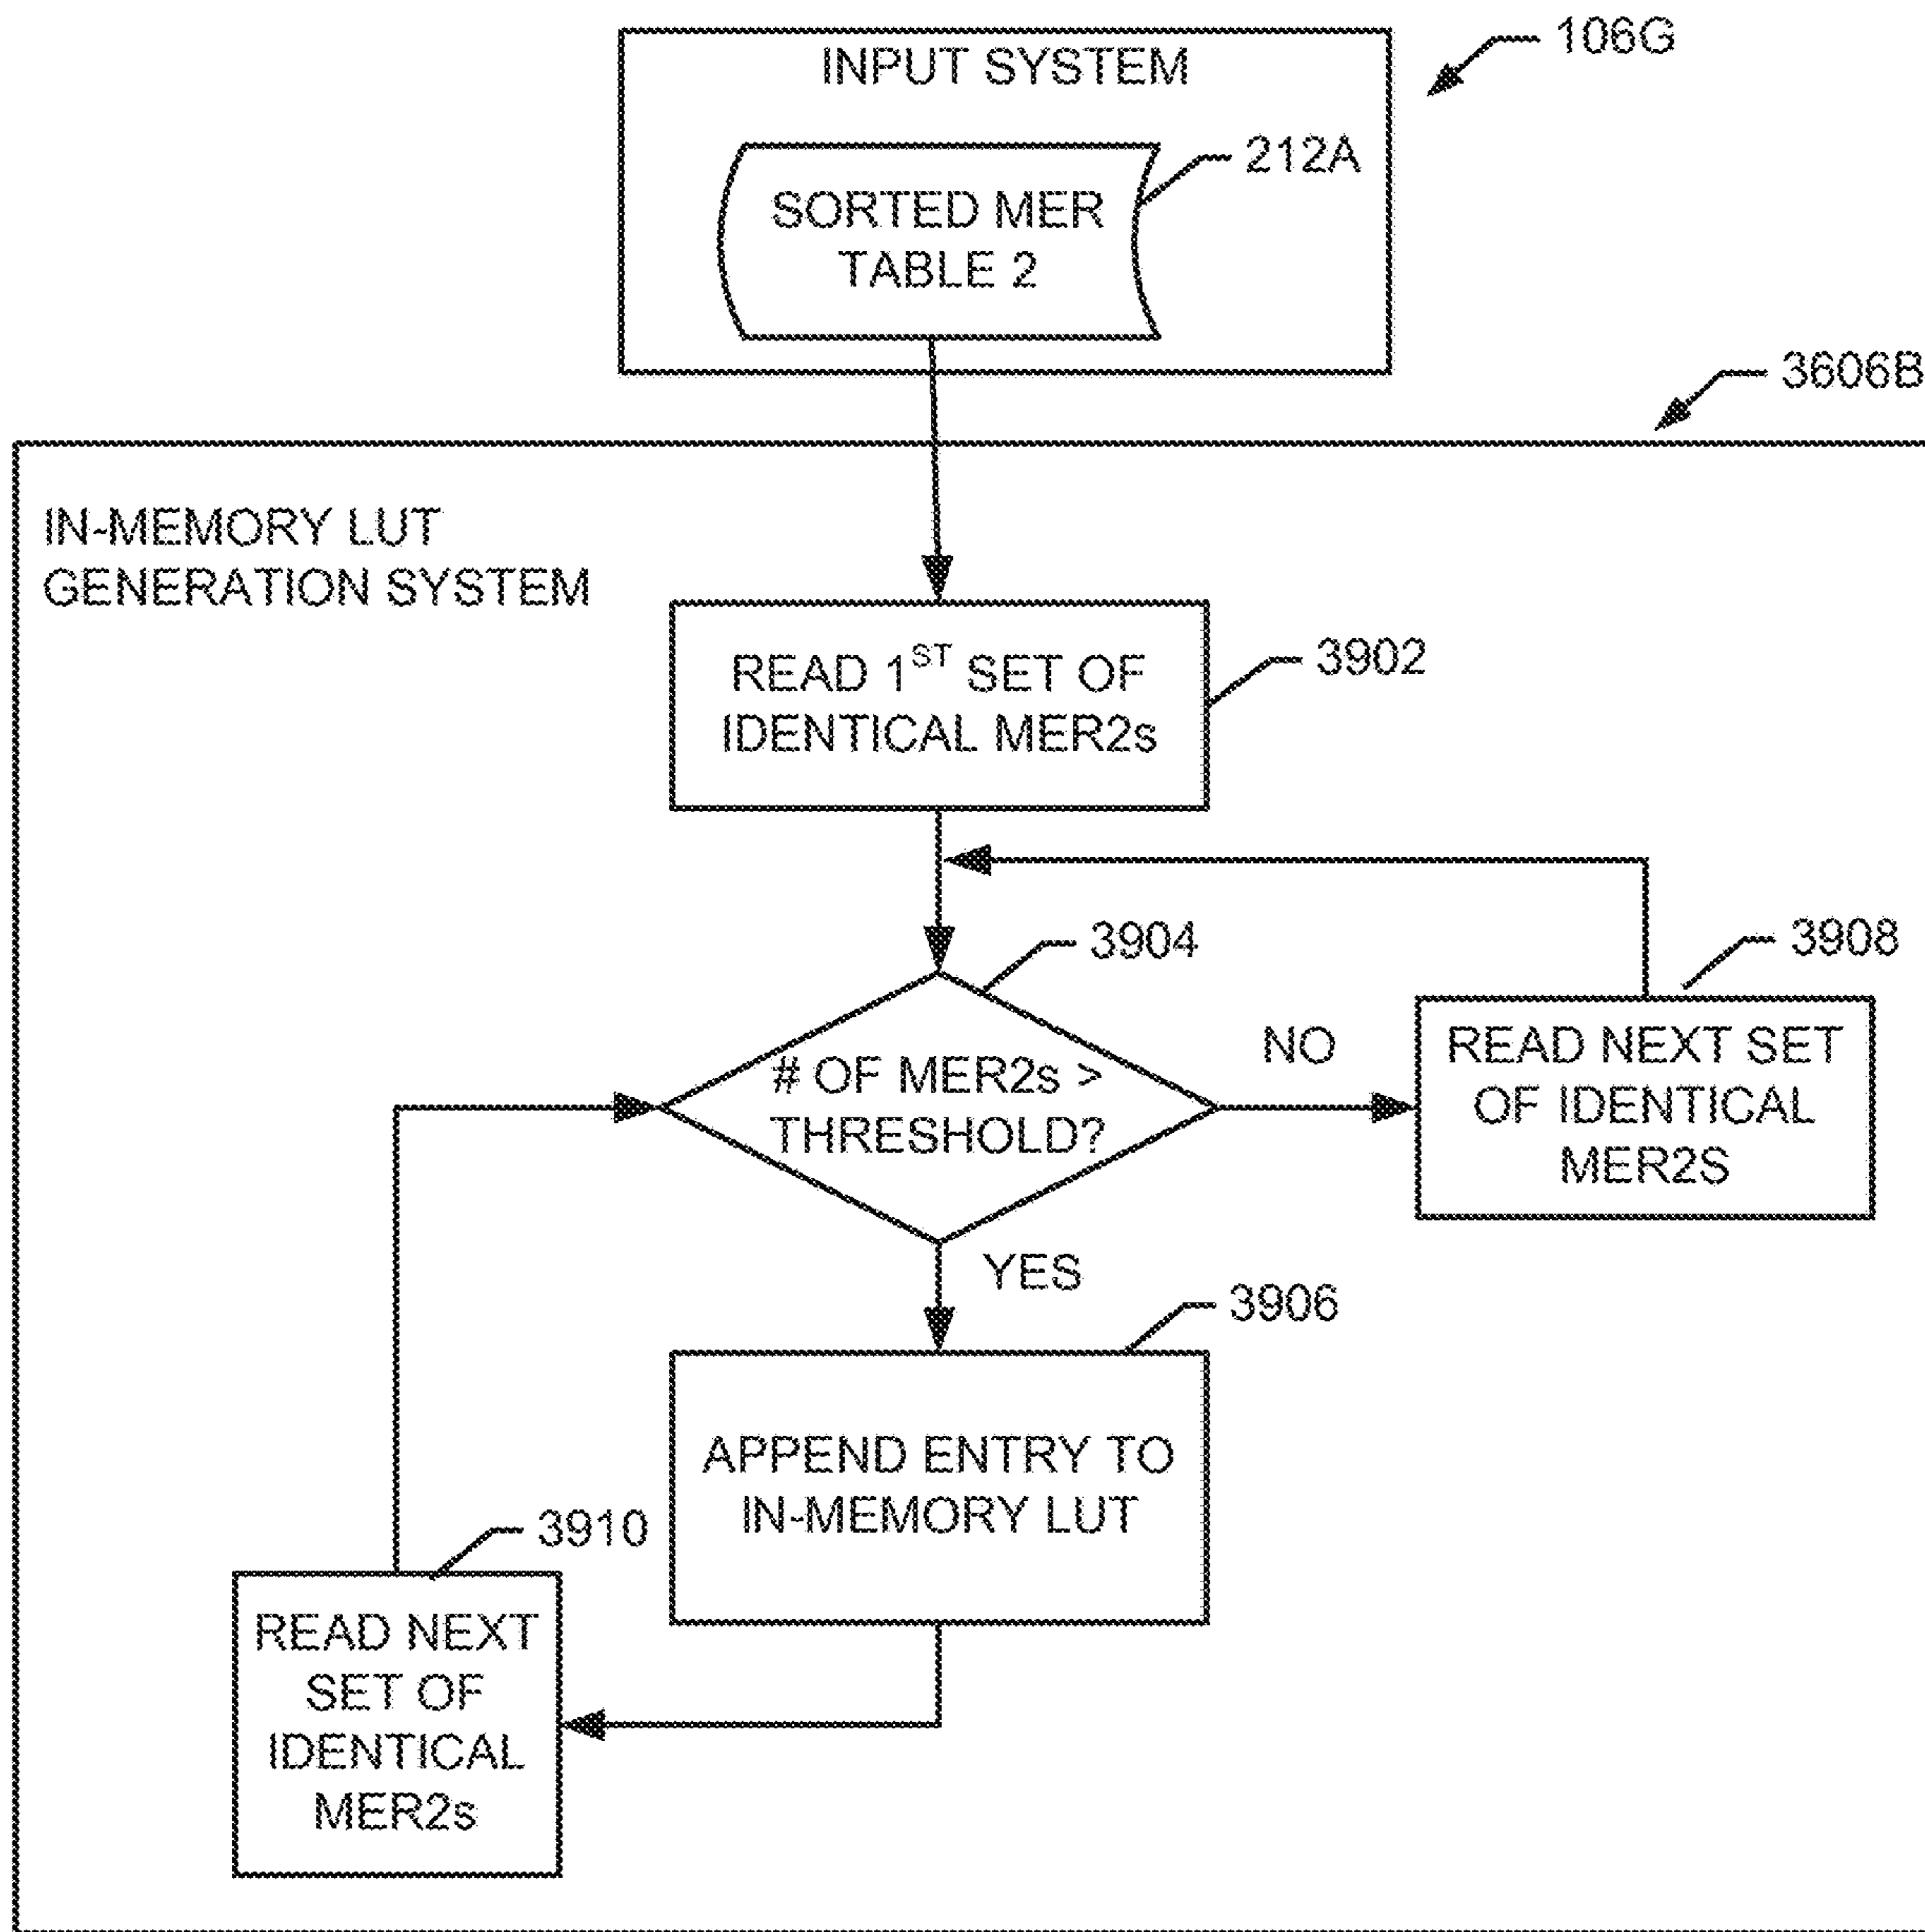 106G
INPUT SYSTEM
212A
SORTED MER
TABLE 2
3606B
IN-MEMORY LUT
GENERATION SYSTEM
READ 1ST SET OF
IDENTICAL MER2s
3902
3904
3908
# OF MER2s >
THRESHOLD?
NO
READ NEXT SET
OF IDENTICAL
MER2S
YES
3906
APPEND ENTRY TO
IN-MEMORY LUT
3910
READ NEXT
SET OF
IDENTICAL
MER2s